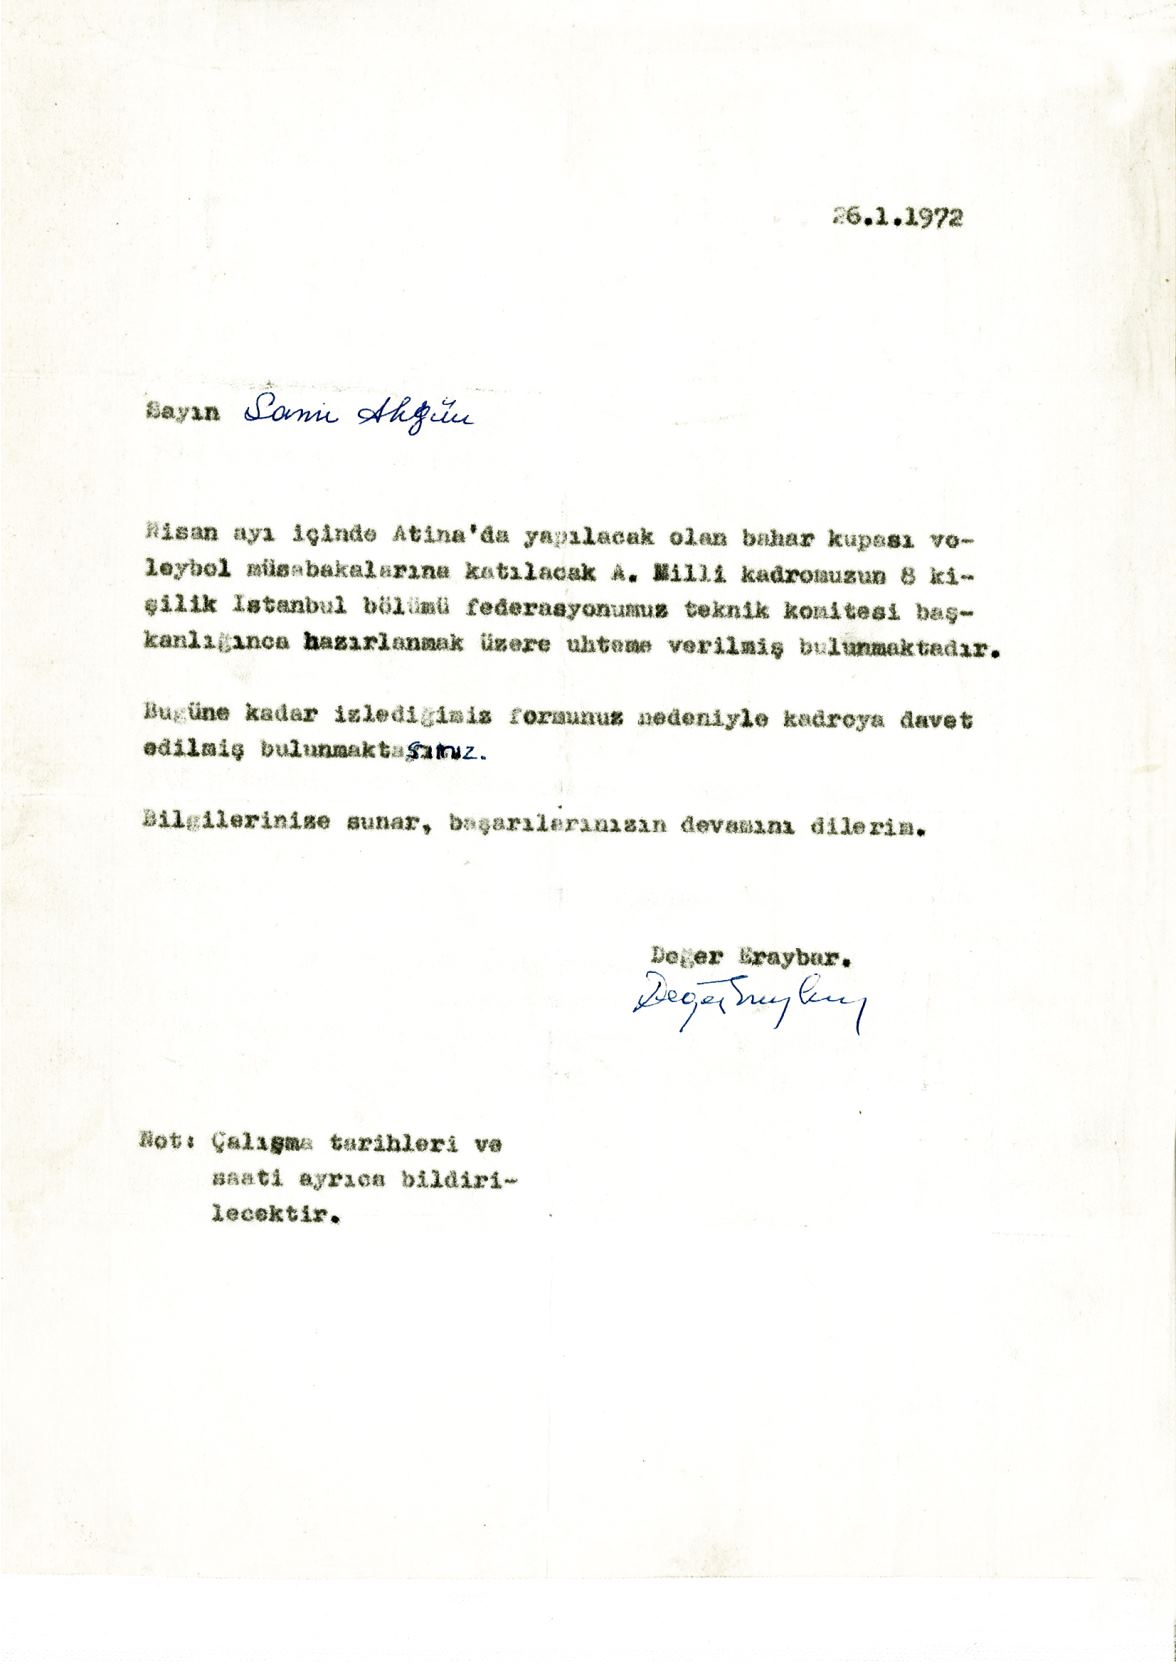 26.1.1972
Sayın Sami Akgün
Nisan ayı içinde Atina'da yapılacak olan bahar kupası vo-
leybol müsabakalarına katılacak A. Milli kadromuzun 8 ki-
şilik Istanbul bölümü federasyonumuz teknik komitesi baş-
kanlığınca hazırlanmak üzere uhteme verilmiş bulunmaktadır.
Bugüne kadar izlediğimiz formunuz nedeniyle kadroya davet
edilmiş bulunmaktasınız.
Bilgilerinize sunar, başarılarınızın devamını dilerim.
Değer Eraybar.
Değer Eraybar
Not: Çalışma tarihleri ve
saati ayrıca bildiri-
lecektir.